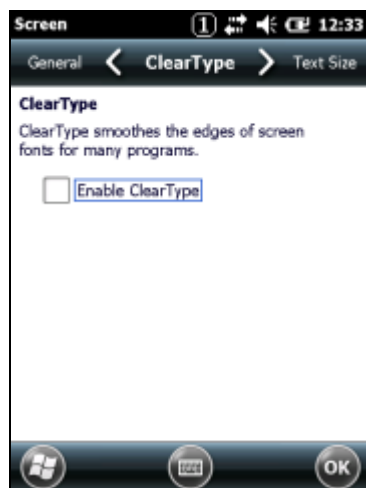 Screen 1 12:33
General ClearType Text Size
ClearType
ClearType smoothes the edges of screen
fonts for many programs.
Enable ClearType
OK